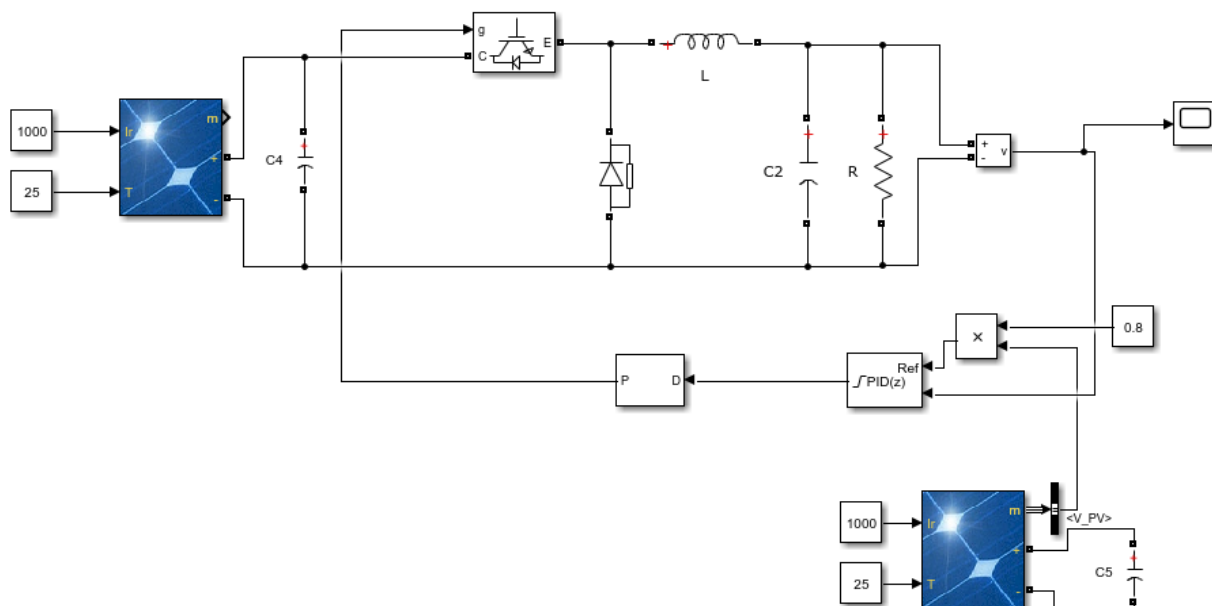 g
C
E
L
1000
Ir
m
+
T
-
25
C4
C2
R
+
-
v
0.8
×
Ref
PID(z)
P
D
1000
Ir
m
<V_PV>
+
25
T
-
C5